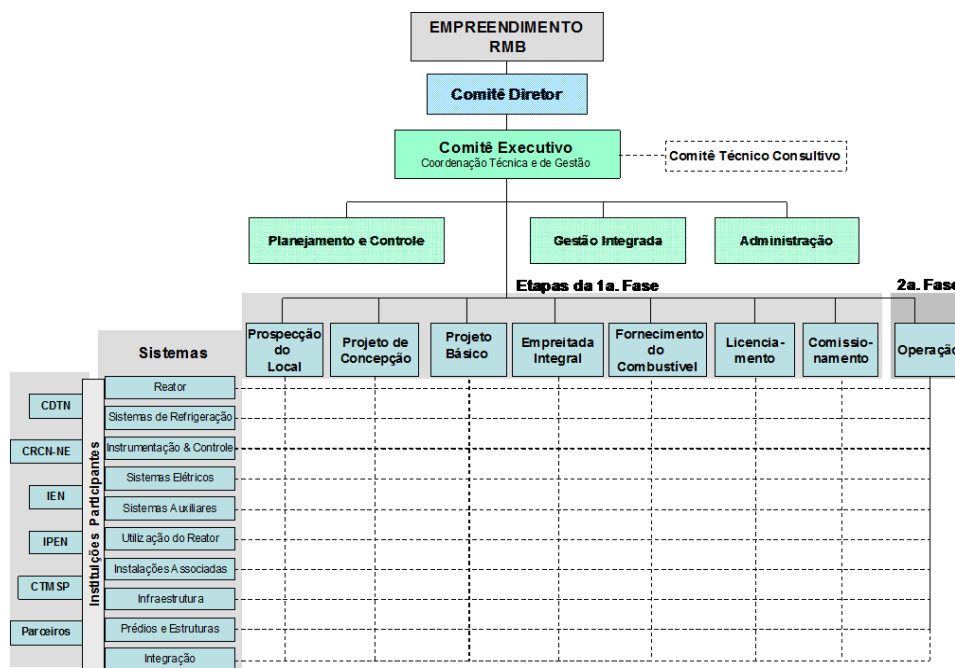 EMPREENDIMENTO
RMB
Comitê Diretor
Comitê Executivo
Coordenação Técnica e de Gestão
Comitê Técnico Consultivo
Planejamento e Controle
Gestão Integrada
Administração
Etapas da 1a. Fase
2a. Fase
Prospecção
do
Local
Projeto de
Concepção
Projeto
Básico
Empreitada
Integral
Fornecimento
do
Combustível
Licencia-
mento
Comissio-
namento
Operação
Sistemas
Instituições Participantes
CDTN
CRCN-NE
IEN
IPEN
CTMSP
Parceiros
Reator
Sistemas de Refrigeração
Instrumentação & Controle
Sistemas Elétricos
Sistemas Auxiliares
Utilização do Reator
Instalações Associadas
Infraestrutura
Prédios e Estruturas
Integração